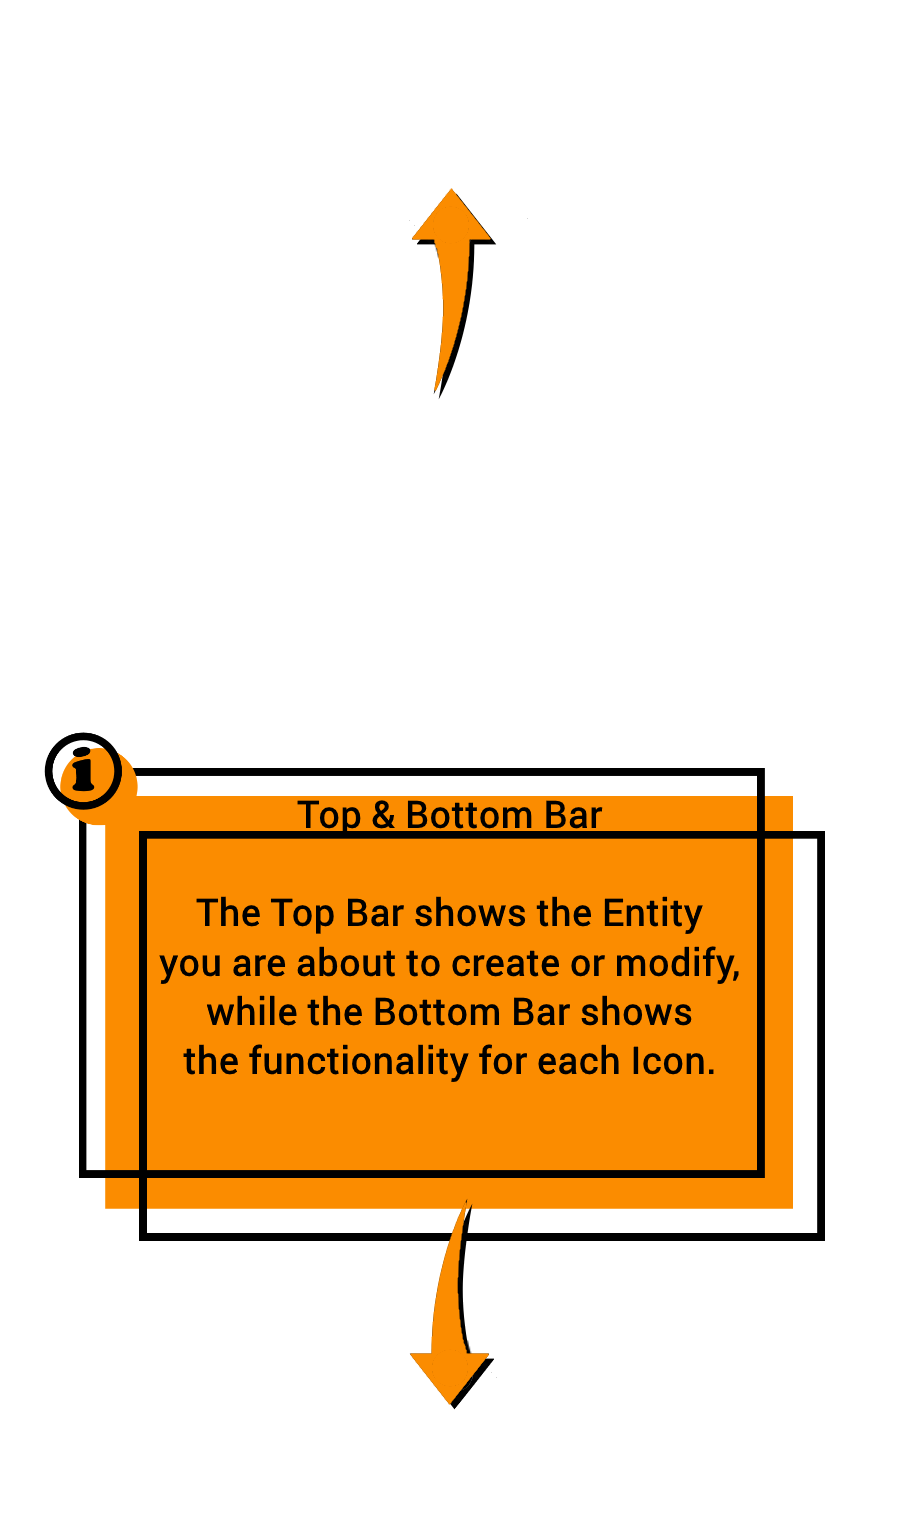 i
Top & Bottom Bar
The Top Bar shows the Entity
you are about to create or modify,
while the Bottom Bar shows
the functionality for each Icon.